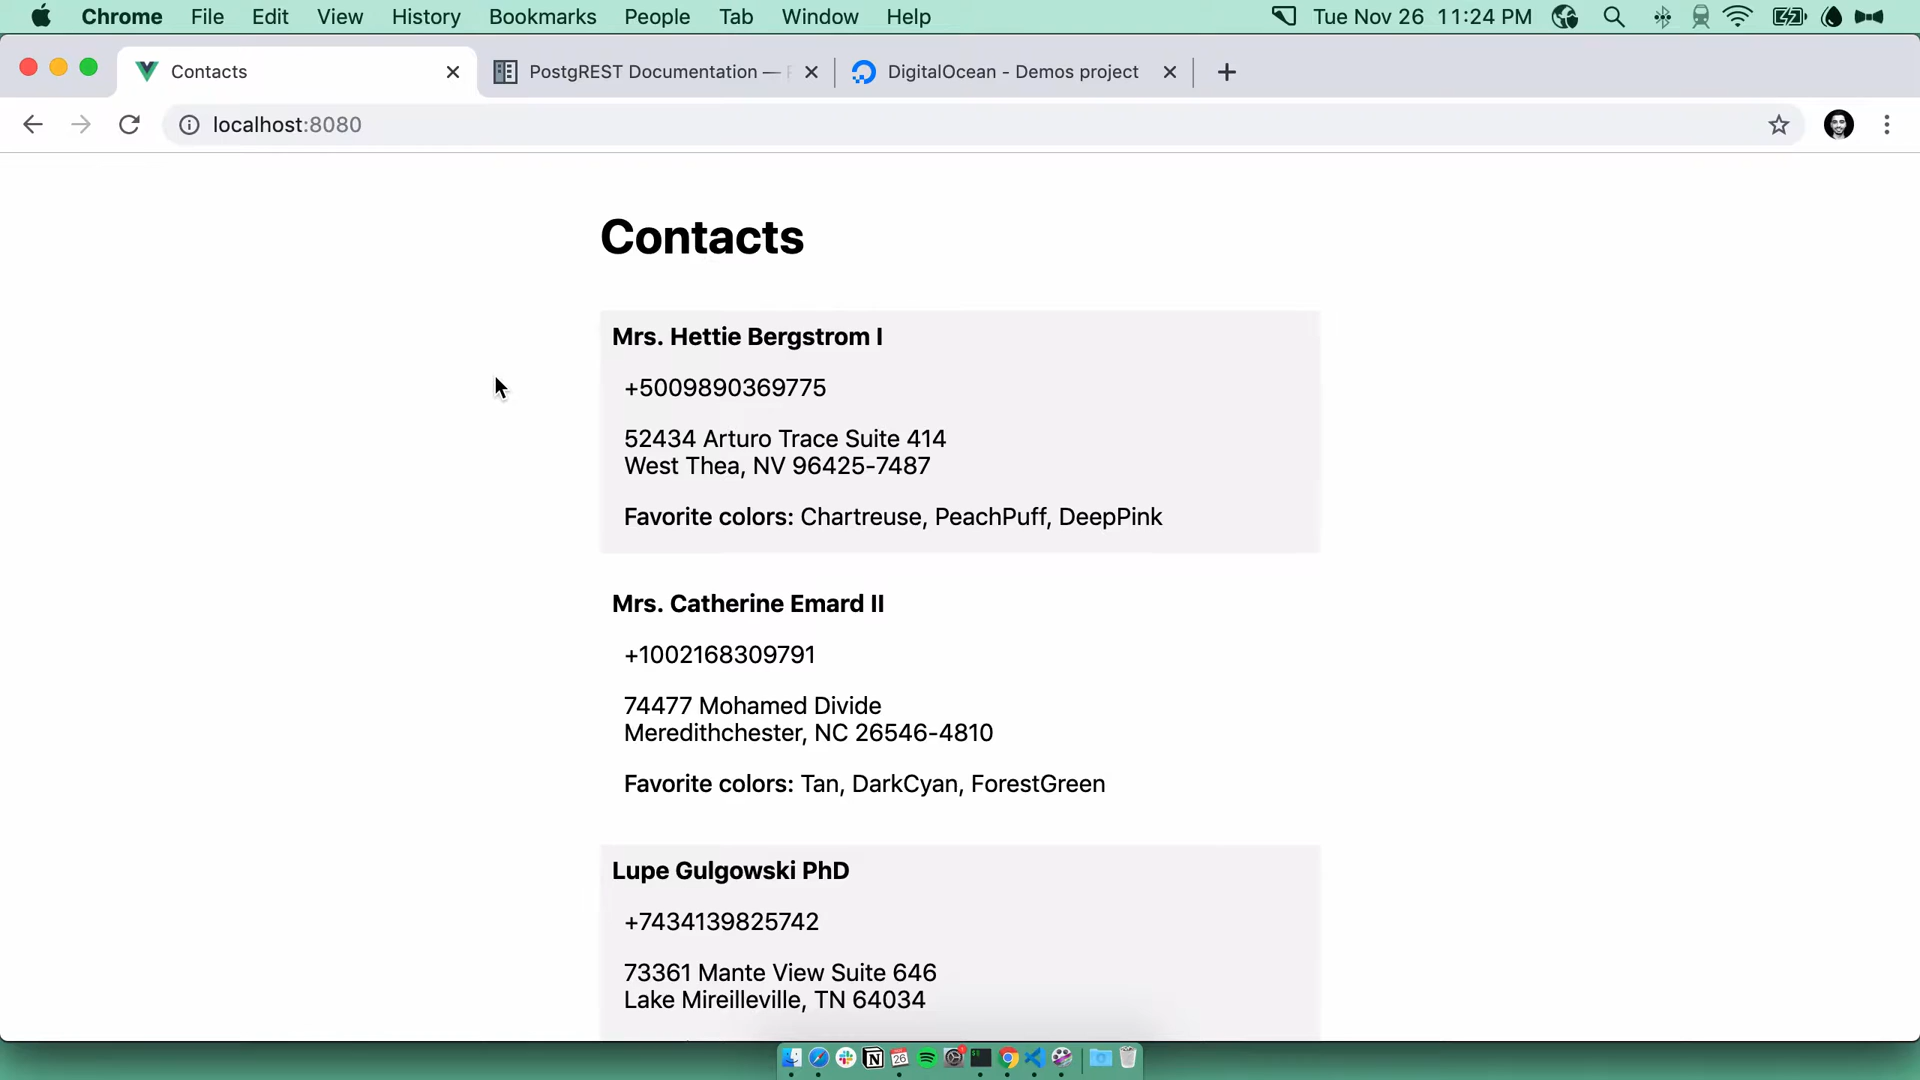 Chrome File Edit View History Bookmarks People Tab Window Help Tue Nov 26 11:24 PM
Contacts PostgREST Documentation — DigitalOcean - Demos project
localhost:8080
Contacts
Mrs. Hettie Bergstrom I
+5009890369775
52434 Arturo Trace Suite 414
West Thea, NV 96425-7487
Favorite colors: Chartreuse, PeachPuff, DeepPink
Mrs. Catherine Emard II
+1002168309791
74477 Mohamed Divide
Meredithchester, NC 26546-4810
Favorite colors: Tan, DarkCyan, ForestGreen
Lupe Gulgowski PhD
+7434139825742
73361 Mante View Suite 646
Lake Mireilleville, TN 64034
26